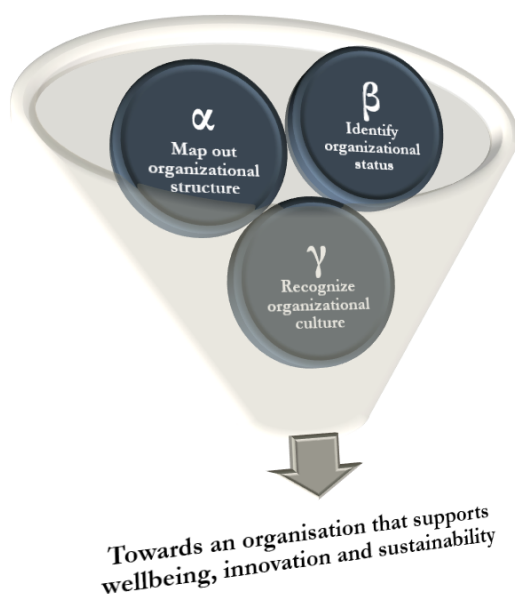 α
Map out
organizational
structure
β
Identify
organizational
status
γ
Recognize
organizational
culture
Towards an organisation that supports
wellbeing, innovation and sustainability